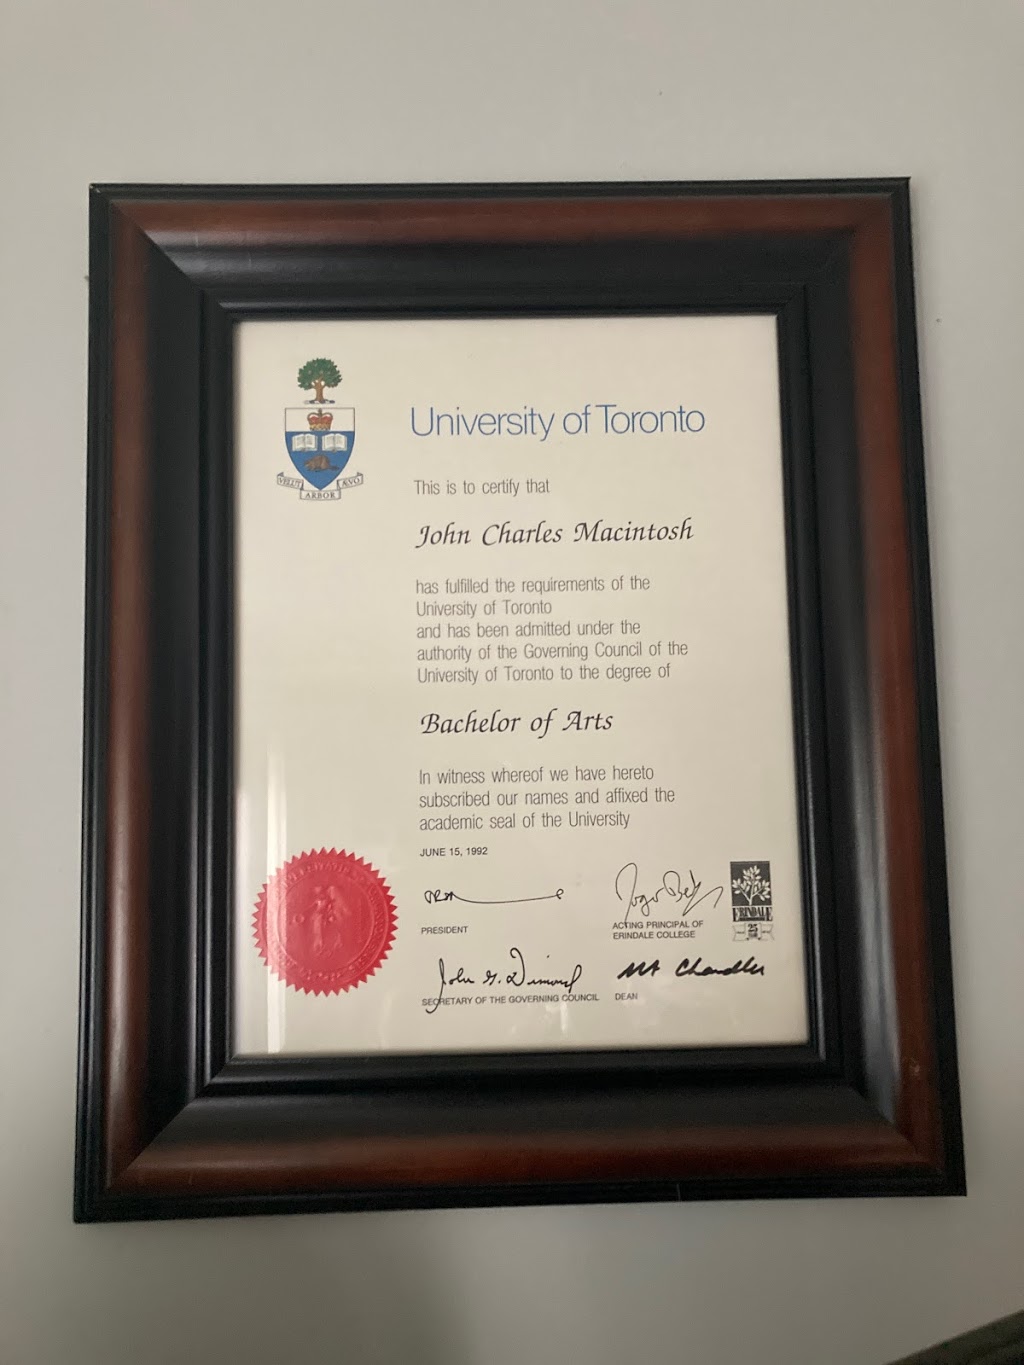 University of Toronto
VELUT ARBOR ÆVO
This is to certify that
John Charles Macintosh
has fulfilled the requirements of the
University of Toronto
and has been admitted under the
authority of the Governing Council of the
University of Toronto to the degree of
Bachelor of Arts
In witness whereof we have hereto
subscribed our names and affixed the
academic seal of the University
JUNE 15, 1992
PRESIDENT
ACTING PRINCIPAL OF
ERINDALE COLLEGE
ERINDALE
25
John G. Dimond
SECRETARY OF THE GOVERNING COUNCIL
Chandler
DEAN